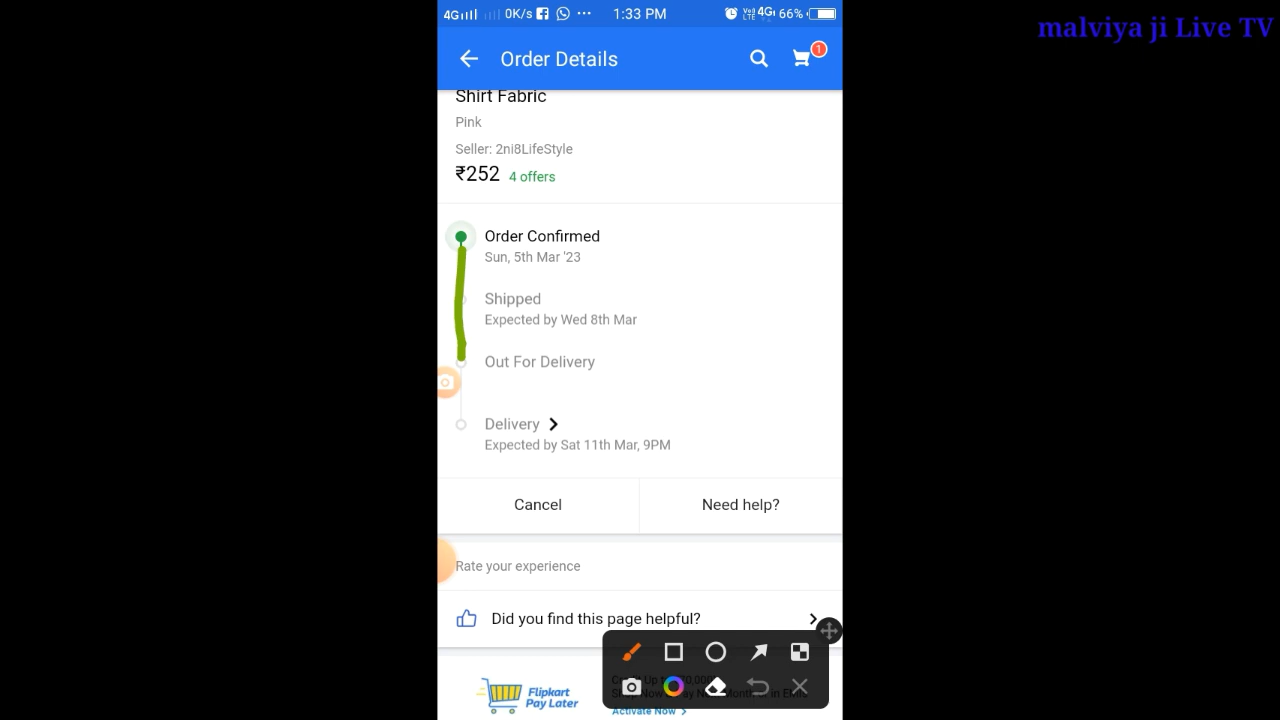 malviya ji Live TV
4G 0K/s ··· 1:33 PM VoLTE 4G 66%
Order Details
1
Shirt Fabric
Pink
Seller: 2ni8LifeStyle
₹252 4 offers
Order Confirmed
Sun, 5th Mar '23
Shipped
Expected by Wed 8th Mar
Out For Delivery
Delivery
Expected by Sat 11th Mar, 9PM
Cancel Need help?
Rate your experience
Did you find this page helpful?
Flipkart
Pay Later
Activate Now